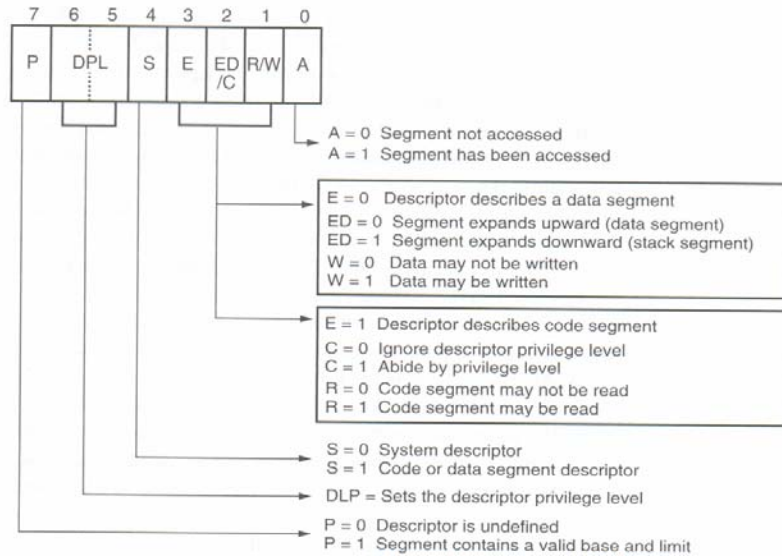 7 6 5 4 3 2 1 0
P DPL S E ED/C R/W A
A = 0 Segment not accessed
A = 1 Segment has been accessed
E = 0 Descriptor describes a data segment
ED = 0 Segment expands upward (data segment)
ED = 1 Segment expands downward (stack segment)
W = 0 Data may not be written
W = 1 Data may be written
E = 1 Descriptor describes code segment
C = 0 Ignore descriptor privilege level
C = 1 Abide by privilege level
R = 0 Code segment may not be read
R = 1 Code segment may be read
S = 0 System descriptor
S = 1 Code or data segment descriptor
DLP = Sets the descriptor privilege level
P = 0 Descriptor is undefined
P = 1 Segment contains a valid base and limit